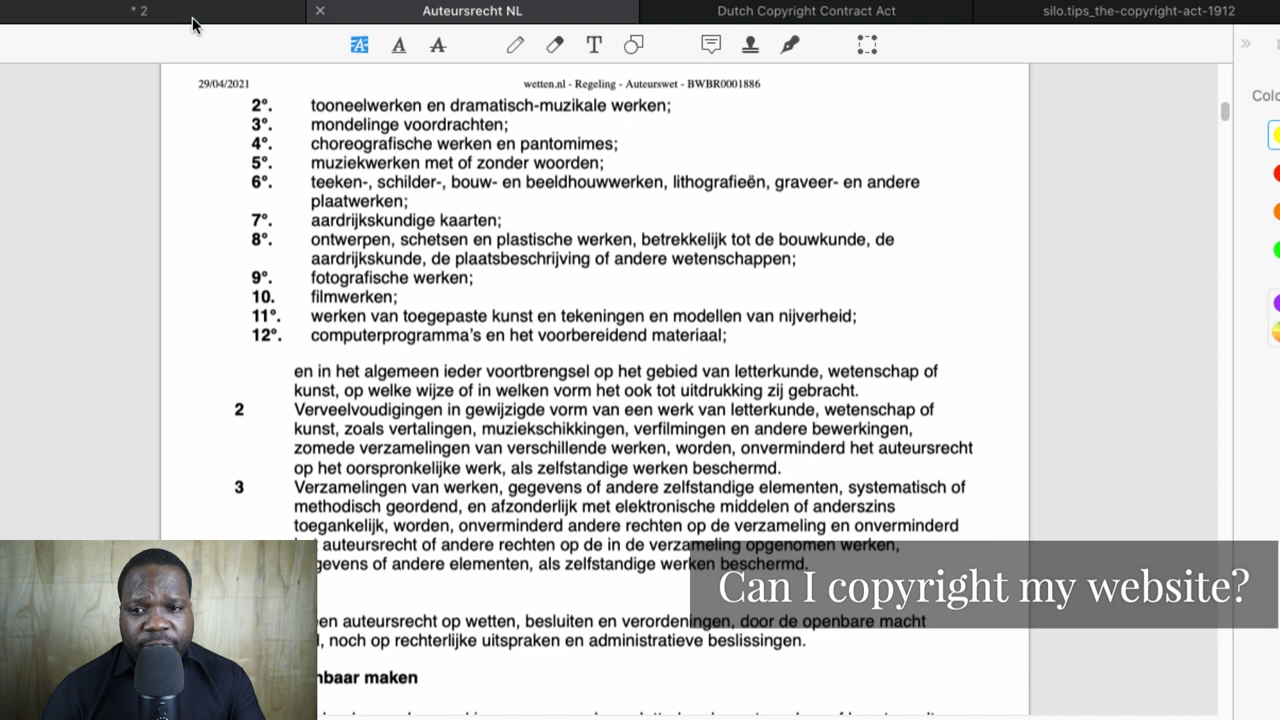 * 2
Auteursrecht NL
Dutch Copyright Contract Act
silo.tips_the-copyright-act-1912
29/04/2021
wetten.nl - Regeling - Auteurswet - BWBR0001886
2°. tooneelwerken en dramatisch-muzikale werken;
3°. mondelinge voordrachten;
4°. choreografische werken en pantomimes;
5°. muziekwerken met of zonder woorden;
6°. teeken-, schilder-, bouw- en beeldhouwwerken, lithografieën, graveer- en andere
plaatwerken;
7°. aardrijkskundige kaarten;
8°. ontwerpen, schetsen en plastische werken, betrekkelijk tot de bouwkunde, de
aardrijkskunde, de plaatsbeschrijving of andere wetenschappen;
9°. fotografische werken;
10. filmwerken;
11°. werken van toegepaste kunst en tekeningen en modellen van nijverheid;
12°. computerprogramma's en het voorbereidend materiaal;
en in het algemeen ieder voortbrengsel op het gebied van letterkunde, wetenschap of
kunst, op welke wijze of in welken vorm het ook tot uitdrukking zij gebracht.
2 Verveelvoudigingen in gewijzigde vorm van een werk van letterkunde, wetenschap of
kunst, zoals vertalingen, muziekschikkingen, verfilmingen en andere bewerkingen,
zomede verzamelingen van verschillende werken, worden, onverminderd het auteursrecht
op het oorspronkelijke werk, als zelfstandige werken beschermd.
3 Verzamelingen van werken, gegevens of andere zelfstandige elementen, systematisch of
methodisch geordend, en afzonderlijk met elektronische middelen of anderszins
toegankelijk, worden, onverminderd andere rechten op de verzameling en onverminderd
auteursrecht of andere rechten op de in de verzameling opgenomen werken,
gevens of andere elementen, als zelfstandige werken beschermd.
Can I copyright my website?
en auteursrecht op wetten, besluiten en verordeningen, door de openbare macht
, noch op rechterlijke uitspraken en administratieve beslissingen.
nbaar maken